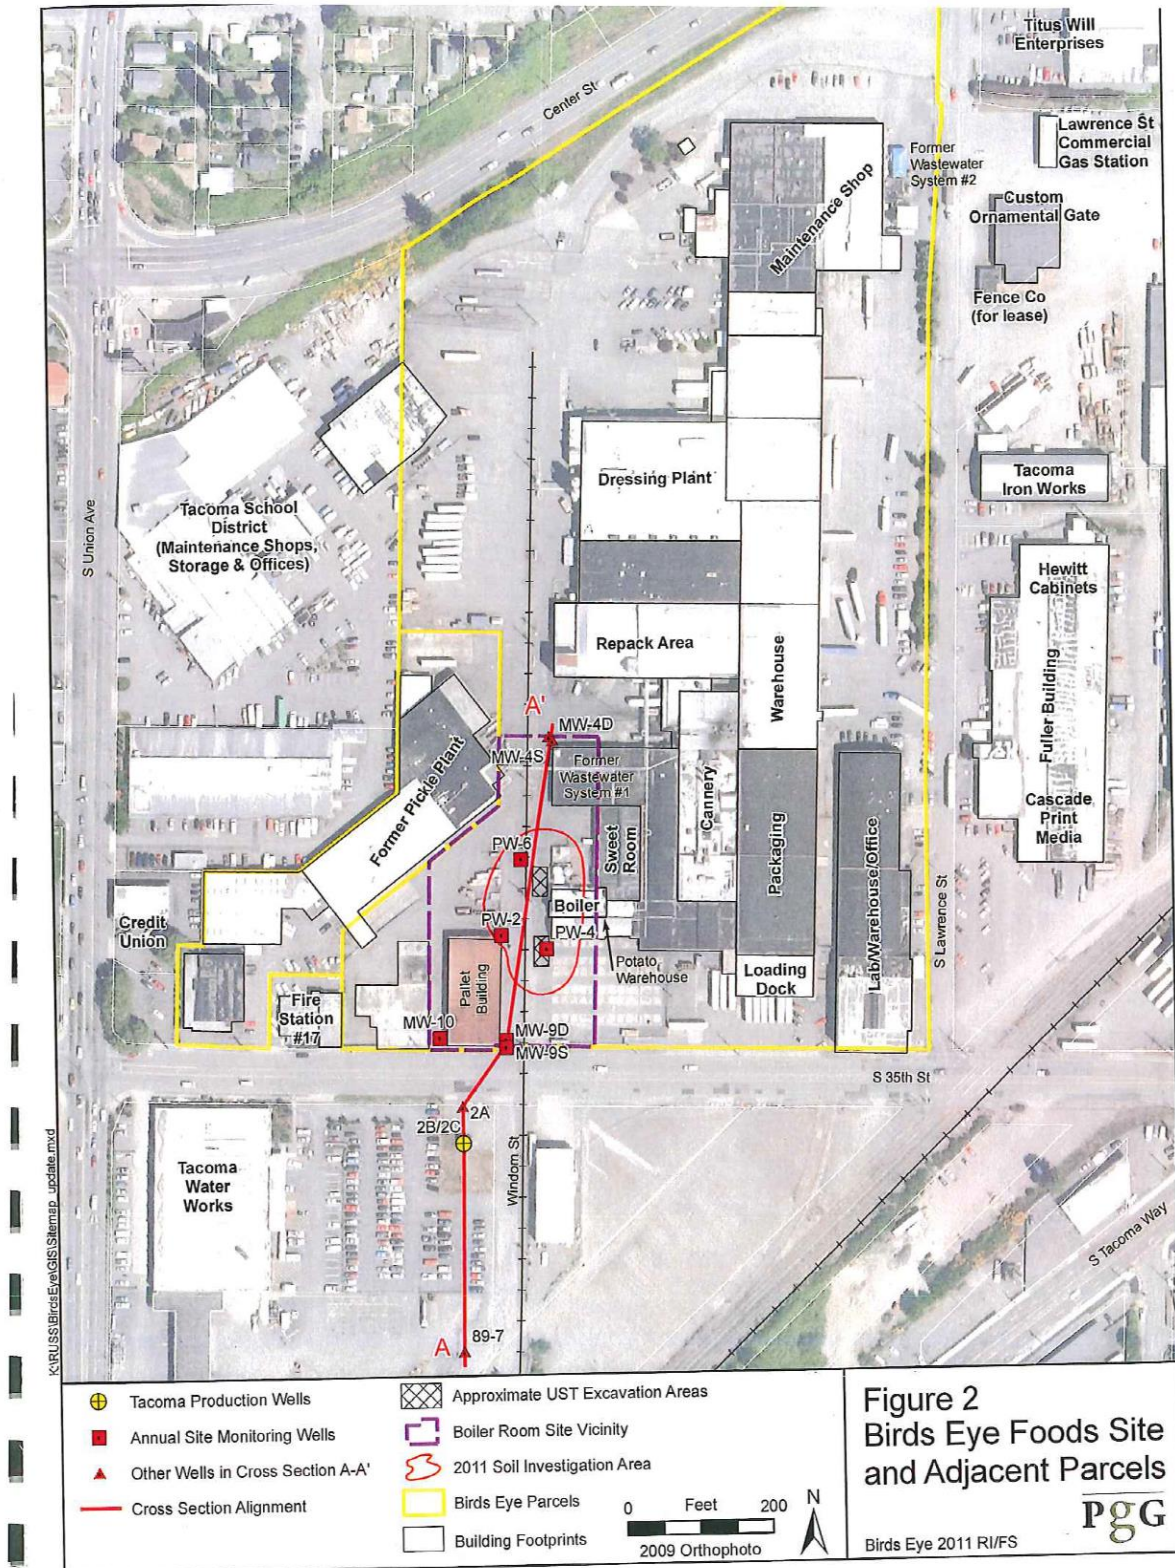 Titus Will
Enterprises
Center St
Lawrence St
Commercial
Gas Station
Former
Wastewater
System #2
Maintenance Shop
Custom
Ornamental Gate
Fence Co
(for lease)
Dressing Plant
Tacoma
Iron Works
Tacoma School
District
(Maintenance Shops,
Storage & Offices)
S Union Ave
Hewitt
Cabinets
Repack Area
Warehouse
Fuller Building
A'
MW-4D
MW-4S
Former
Wastewater
System #1
Former Pickle Plant
Cannery
Cascade
Print
Media
PW-6
Sweet
Room
Packaging
Lab/Warehouse/Office
S Lawrence St
Boiler
Credit
Union
PW-2
PW-4
Potato
Warehouse
Pallet
Building
Loading
Dock
Fire
Station
#17
MW-10
MW-9D
MW-9S
S 35th St
2A
2B/2C
Windom St
Tacoma
Water
Works
S Tacoma Way
89-7
A
K:\RUSS\BirdsEye\GIS\Sitemap_update.mxd
Tacoma Production Wells
Annual Site Monitoring Wells
Other Wells in Cross Section A-A'
Cross Section Alignment
Approximate UST Excavation Areas
Boiler Room Site Vicinity
2011 Soil Investigation Area
Birds Eye Parcels
Building Footprints
0 Feet 200
2009 Orthophoto
N
Figure 2
Birds Eye Foods Site
and Adjacent Parcels
PgG
Birds Eye 2011 RI/FS